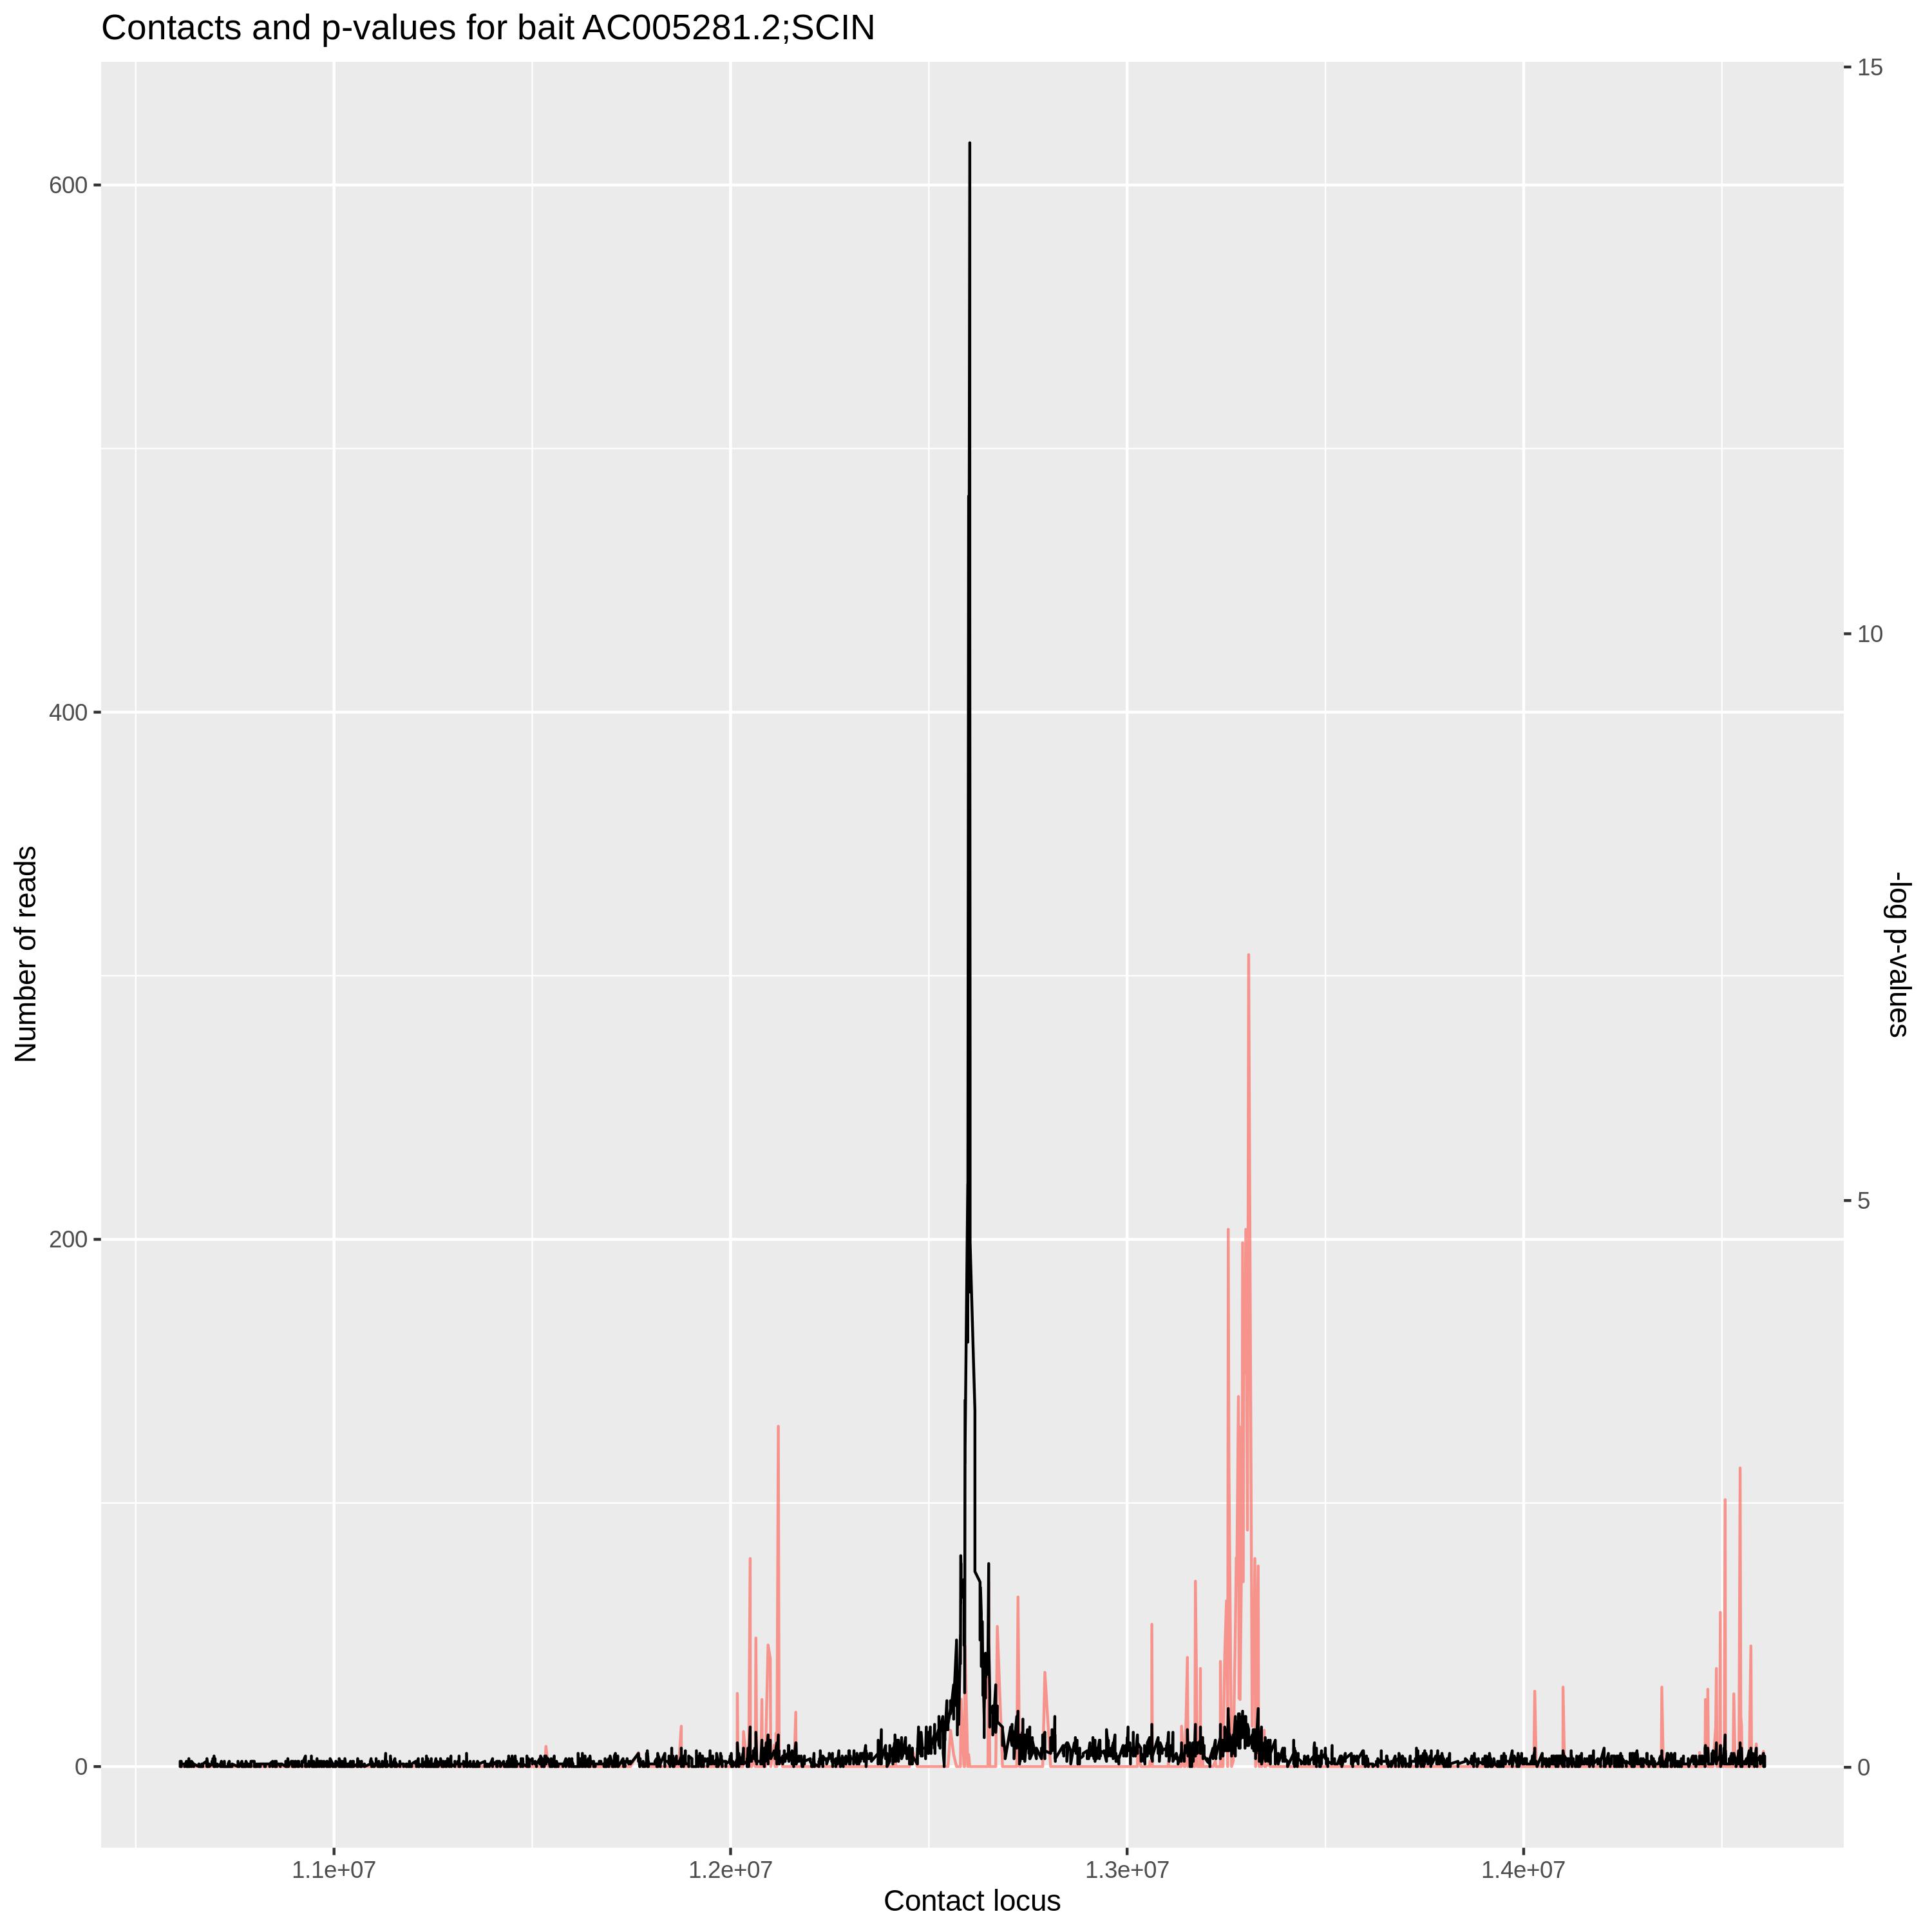 Contacts and p-values for bait AC005281.2;SCIN
15
600
10
400
Number of reads
-log p-values
5
200
0
0
1.1e+07
1.2e+07
1.3e+07
1.4e+07
Contact locus